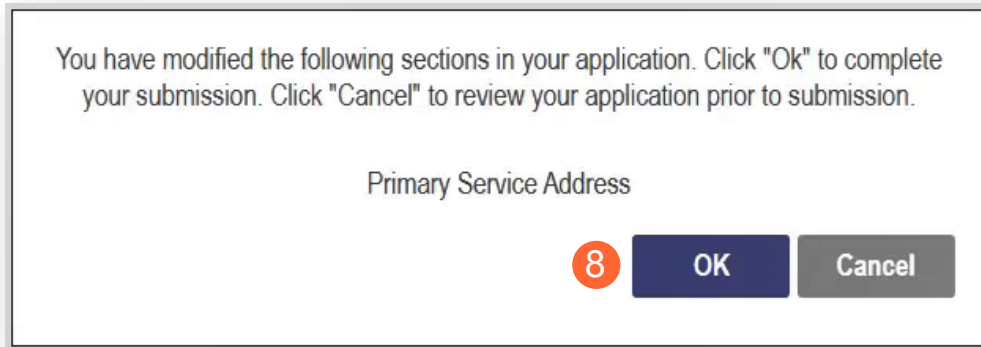 You have modified the following sections in your application. Click "Ok" to complete
your submission. Click "Cancel" to review your application prior to submission.
Primary Service Address
8 OK Cancel